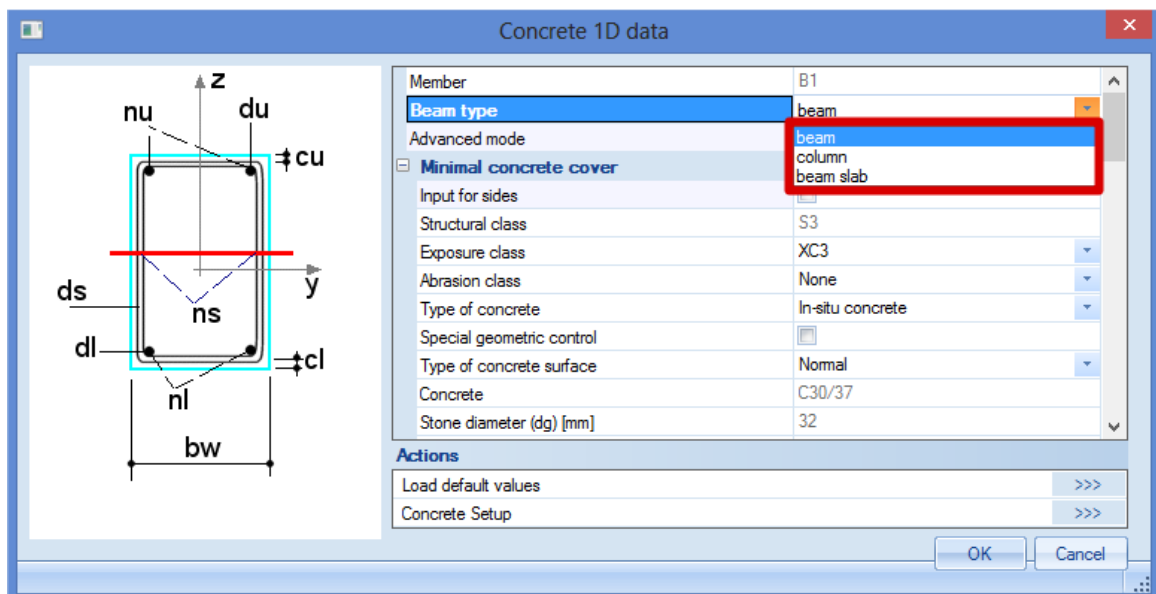 Concrete 1D data
z
nu
du
cu
y
ds
ns
dl
cl
nl
bw
Member B1
Beam type beam
Advanced mode
beam
column
beam slab
Minimal concrete cover
Input for sides
Structural class S3
Exposure class XC3
Abrasion class None
Type of concrete In-situ concrete
Special geometric control
Type of concrete surface Normal
Concrete C30/37
Stone diameter (dg) [mm] 32
Actions
Load default values >>>
Concrete Setup >>>
OK Cancel